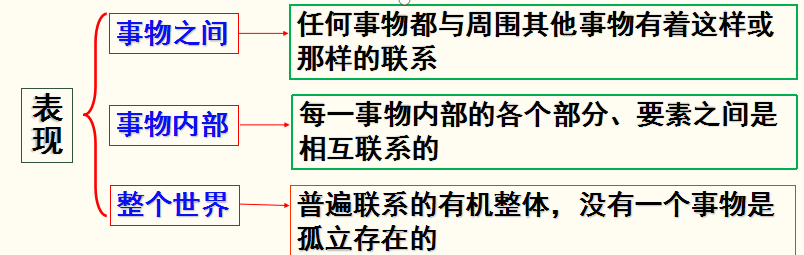 表现
事物之间
任何事物都与周围其他事物有着这样或
那样的联系
事物内部
每一事物内部的各个部分、要素之间是
相互联系的
整个世界
普遍联系的有机整体，没有一个事物是
孤立存在的